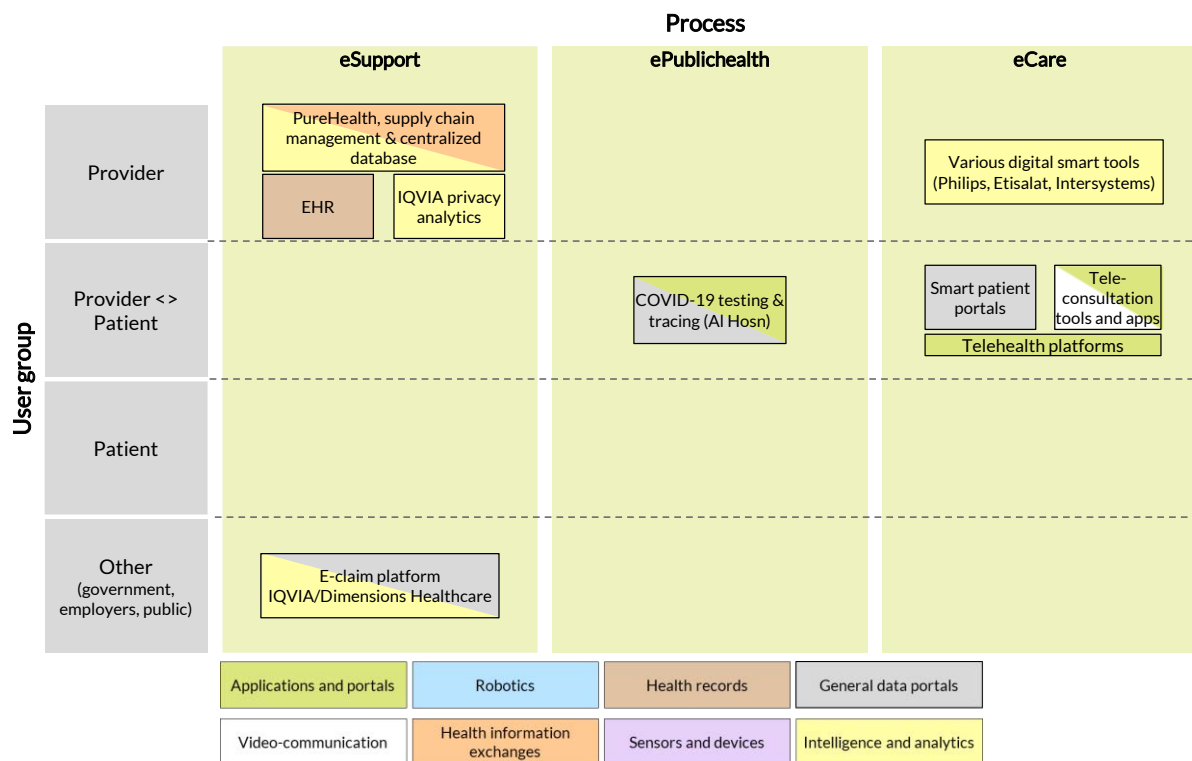 Process
eSupport
ePublichealth
eCare
User group
Provider
PureHealth, supply chain
management & centralized
database
EHR
IQVIA privacy
analytics
Various digital smart tools
(Philips, Etisalat, Intersystems)
Provider <>
Patient
COVID-19 testing &
tracing (Al Hosn)
Smart patient
portals
Tele-
consultation
tools and apps
Telehealth platforms
Patient
Other
(government,
employers, public)
E-claim platform
IQVIA/Dimensions Healthcare
Applications and portals
Robotics
Health records
General data portals
Video-communication
Health information
exchanges
Sensors and devices
Intelligence and analytics